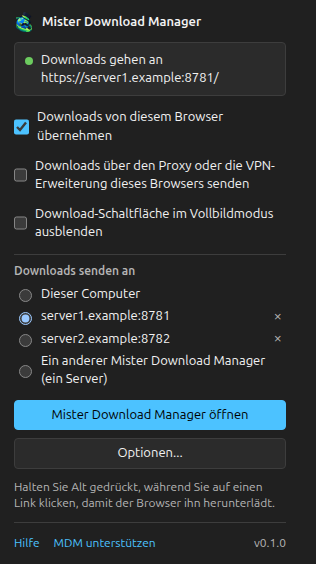 Mister Download Manager
Downloads gehen an
https://server1.example:8781/
Downloads von diesem Browser
übernehmen
Downloads über den Proxy oder die VPN-
Erweiterung dieses Browsers senden
Download-Schaltfläche im Vollbildmodus
ausblenden
Downloads senden an
Dieser Computer
server1.example:8781 ×
server2.example:8782 ×
Ein anderer Mister Download Manager
(ein Server)
Mister Download Manager öffnen
Optionen...
Halten Sie Alt gedrückt, während Sie auf einen
Link klicken, damit der Browser ihn herunterlädt.
Hilfe MDM unterstützen v0.1.0